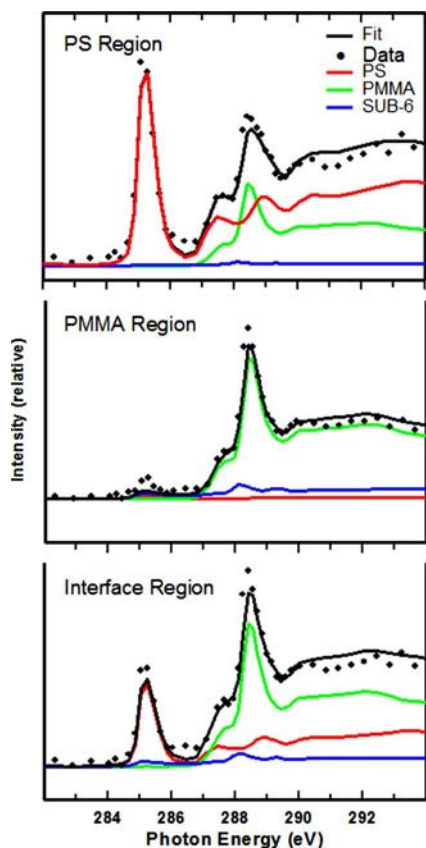 PS Region
Fit
Data
PS
PMMA
SUB-6
PMMA Region
Intensity (relative)
Interface Region
284 286 288 290 292
Photon Energy (eV)